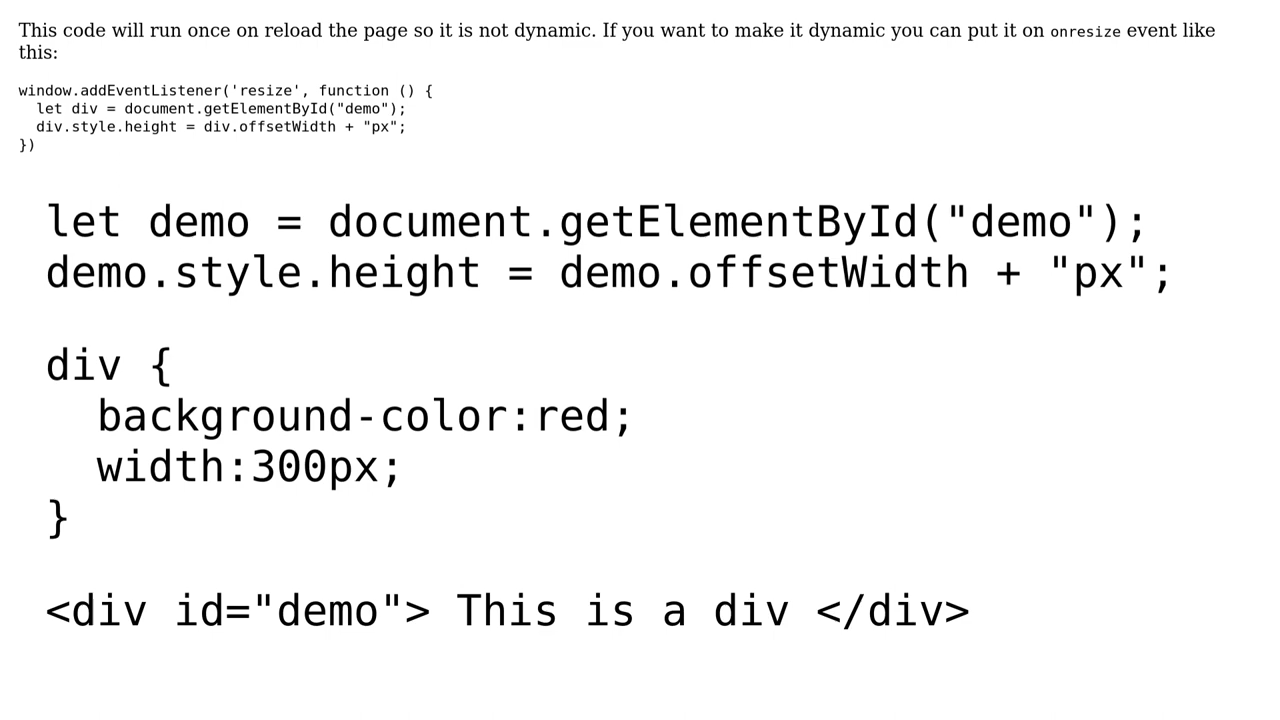 This code will run once on reload the page so it is not dynamic. If you want to make it dynamic you can put it on onresize event like
this:
window.addEventListener('resize', function () {
  let div = document.getElementById("demo");
  div.style.height = div.offsetWidth + "px";
})
let demo = document.getElementById("demo");
demo.style.height = demo.offsetWidth + "px";
div {
  background-color:red;
  width:300px;
}
<div id="demo"> This is a div </div>